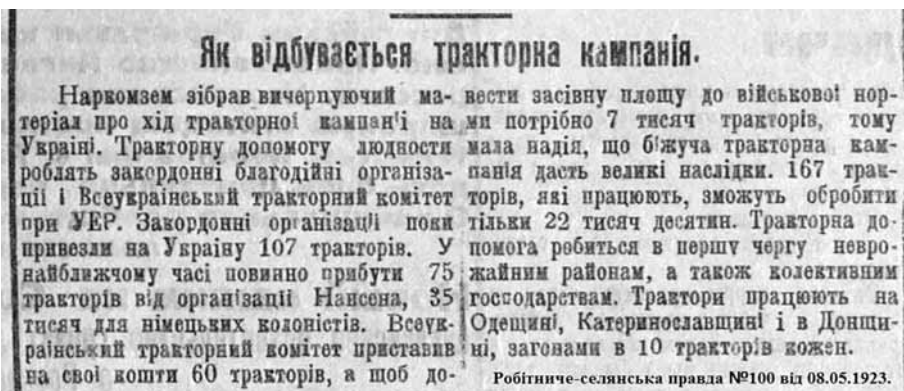 Як відбувається тракторна кампанія.
Наркомзем зібрав вичерпуючий ма-
теріал про хід тракторної кампан'ї на
Україні. Тракторну допомогу людности
роблять закордонні благодійні організа-
ції і Всеукраїнський тракторний комітет
при УЕР. Закордонні організації поки
привезли на Україну 107 тракторів. У
найближчому часі повинно прибути 75
тракторів від організації Нансена, 35
тисяч для німецьких колоністів. Всеук-
раїнський тракторний комітет приставив
на свої кошти 60 тракторів, а щоб до-
вести засівну площу до військової нор-
ми потрібно 7 тисяч тракторів, тому
мала надія, що біжуча тракторна кам-
панія дасть великі наслідки. 167 трак-
торів, які працюють, зможуть обробити
тільки 22 тисяч десятин. Тракторна до-
помога робиться в першу чергу невро-
жайним районам, а також колективним
господарствам. Трактори працюють на
Одещині, Катеринославщині і в Донщи-
ні, загонами в 10 тракторів кожен.
Робітниче-селянська правда №100 від 08.05.1923.